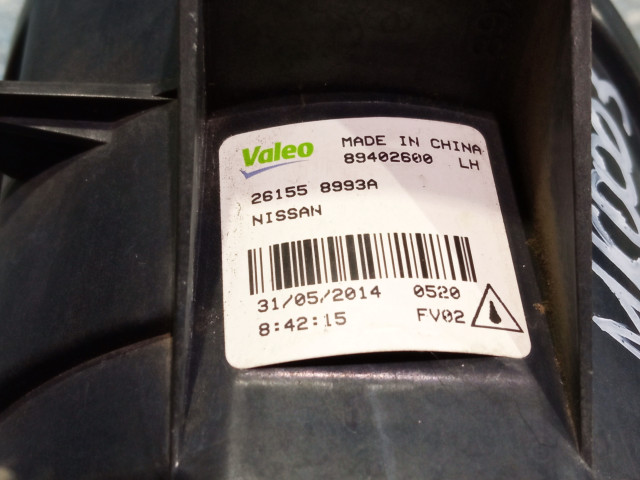 Valeo
MADE IN CHINA
89402600 LH
26155 8993A
NISSAN
31/05/2014 0520
8:42:15 FV02